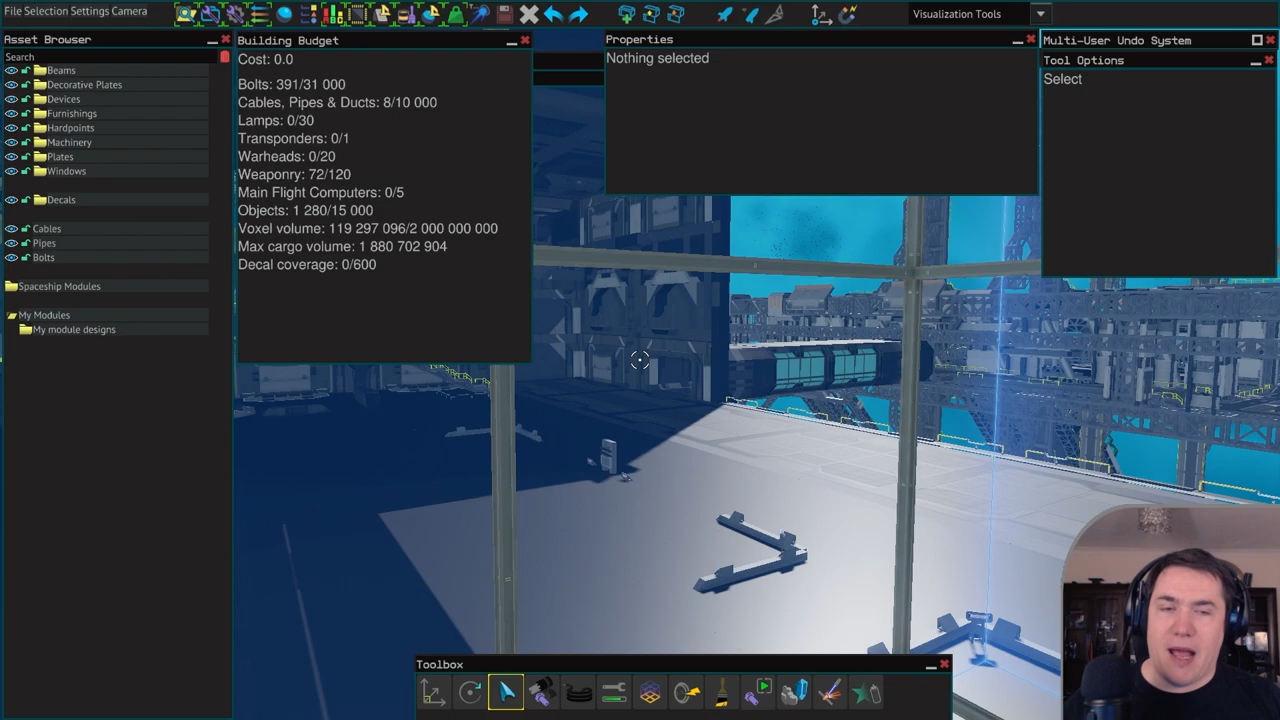 File Selection Settings Camera
Visualization Tools
Asset Browser
Search
Beams
Decorative Plates
Devices
Furnishings
Hardpoints
Machinery
Plates
Windows
Decals
Cables
Pipes
Bolts
Spaceship Modules
My Modules
My module designs
Building Budget
Cost: 0.0
Bolts: 391/31 000
Cables, Pipes & Ducts: 8/10 000
Lamps: 0/30
Transponders: 0/1
Warheads: 0/20
Weaponry: 72/120
Main Flight Computers: 0/5
Objects: 1 280/15 000
Voxel volume: 119 297 096/2 000 000 000
Max cargo volume: 1 880 702 904
Decal coverage: 0/600
Properties
Nothing selected
Multi-User Undo System
Tool Options
Select
Toolbox